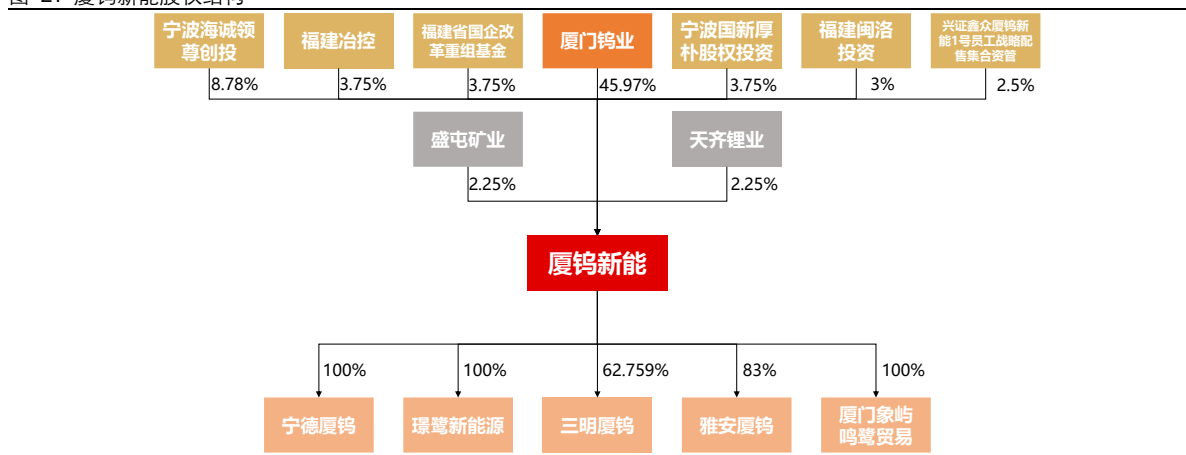 宁波海诚领
尊创投
福建冶控
福建省国企改
革重组基金
厦门钨业
宁波国新厚
朴股权投资
福建闽洛
投资
兴证鑫众厦钨新
能1号员工战略配
售集合资管
8.78%
3.75%
3.75%
45.97%
3.75%
3%
2.5%
盛屯矿业
天齐锂业
2.25%
2.25%
厦钨新能
100%
100%
62.759%
83%
100%
宁德厦钨
璟鹭新能源
三明厦钨
雅安厦钨
厦门象屿
鸣鹭贸易